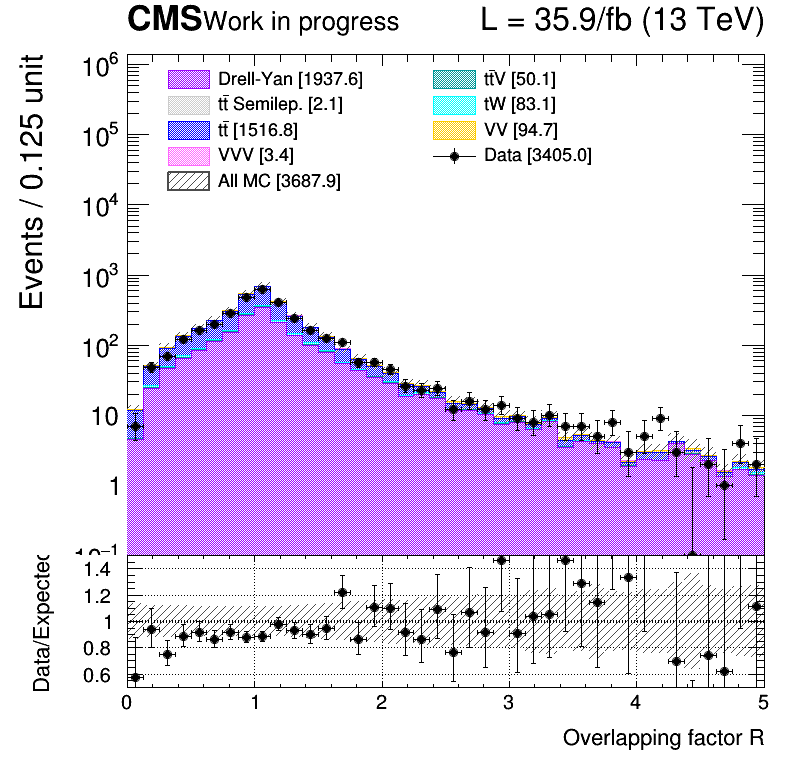 CMS Work in progress L = 35.9/fb (13 TeV)
Events / 0.125 unit
Drell-Yan [1937.6]
tt̄ Semilep. [2.1]
tt̄ [1516.8]
VVV [3.4]
All MC [3687.9]
tt̄V [50.1]
tW [83.1]
VV [94.7]
Data [3405.0]
10⁶
10⁵
10⁴
10³
10²
10
1
10⁻¹
Data/Expected
1.4
1.2
1
0.8
0.6
0 1 2 3 4 5
Overlapping factor R